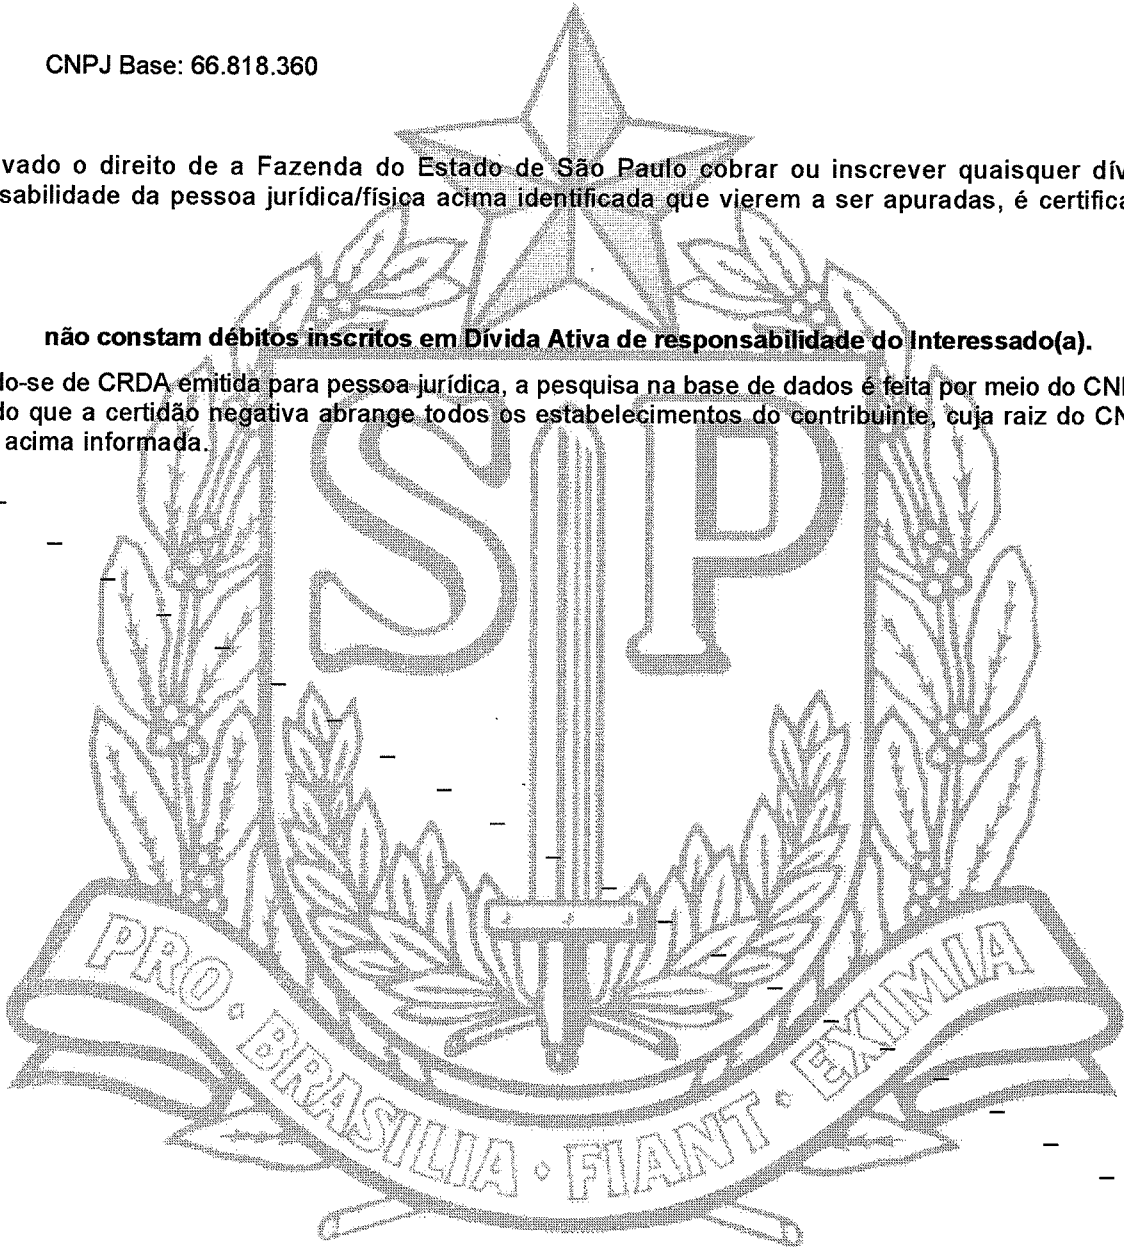 CNPJ Base: 66.818.360
vado o direito de a Fazenda do Estado de São Paulo cobrar ou inscrever quaisquer dív
sabilidade da pessoa jurídica/física acima identificada que vierem a ser apuradas, é certifica
não constam débitos inscritos em Dívida Ativa de responsabilidade do Interessado(a).
do-se de CRDA emitida para pessoa jurídica, a pesquisa na base de dados é feita por meio do CN
do que a certidão negativa abrange todos os estabelecimentos do contribuinte, cuja raiz do CN
acima informada.
SP
PRO · BRASILIA · FIANT · EXIMIA